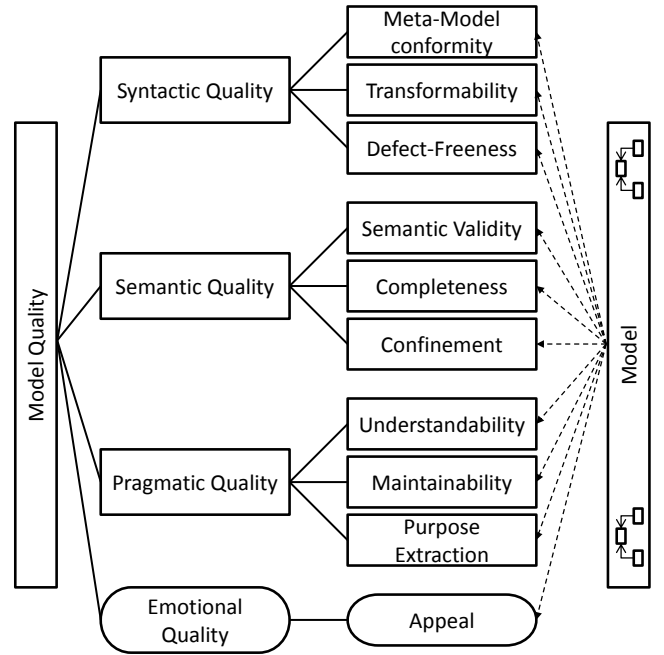 Model Quality
Syntactic Quality
Meta-Model
conformity
Transformability
Defect-Freeness
Semantic Quality
Semantic Validity
Completeness
Confinement
Pragmatic Quality
Understandability
Maintainability
Purpose
Extraction
Emotional
Quality
Appeal
Model